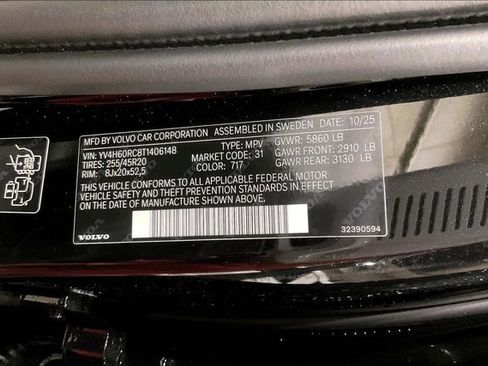 MFD BY VOLVO CAR CORPORATION ASSEMBLED IN SWEDEN 10/25
VIN: YV4H60RC8T1406148 TYPE: MPV GVWR: 5860 LB
TIRES: 255/45R20 MARKET CODE: 31 GAWR FRONT: 2910 LB
RIM: 8Jx20x52,5 COLOR: 717 GAWR REAR: 3130 LB
THIS VEHICLE CONFORMS TO ALL APPLICABLE FEDERAL MOTOR
VEHICLE SAFETY AND THEFT PREVENTION STANDARDS IN EFFECT
ON THE DATE OF MANUFACTURE SHOWN ABOVE.
VOLVO 32390594